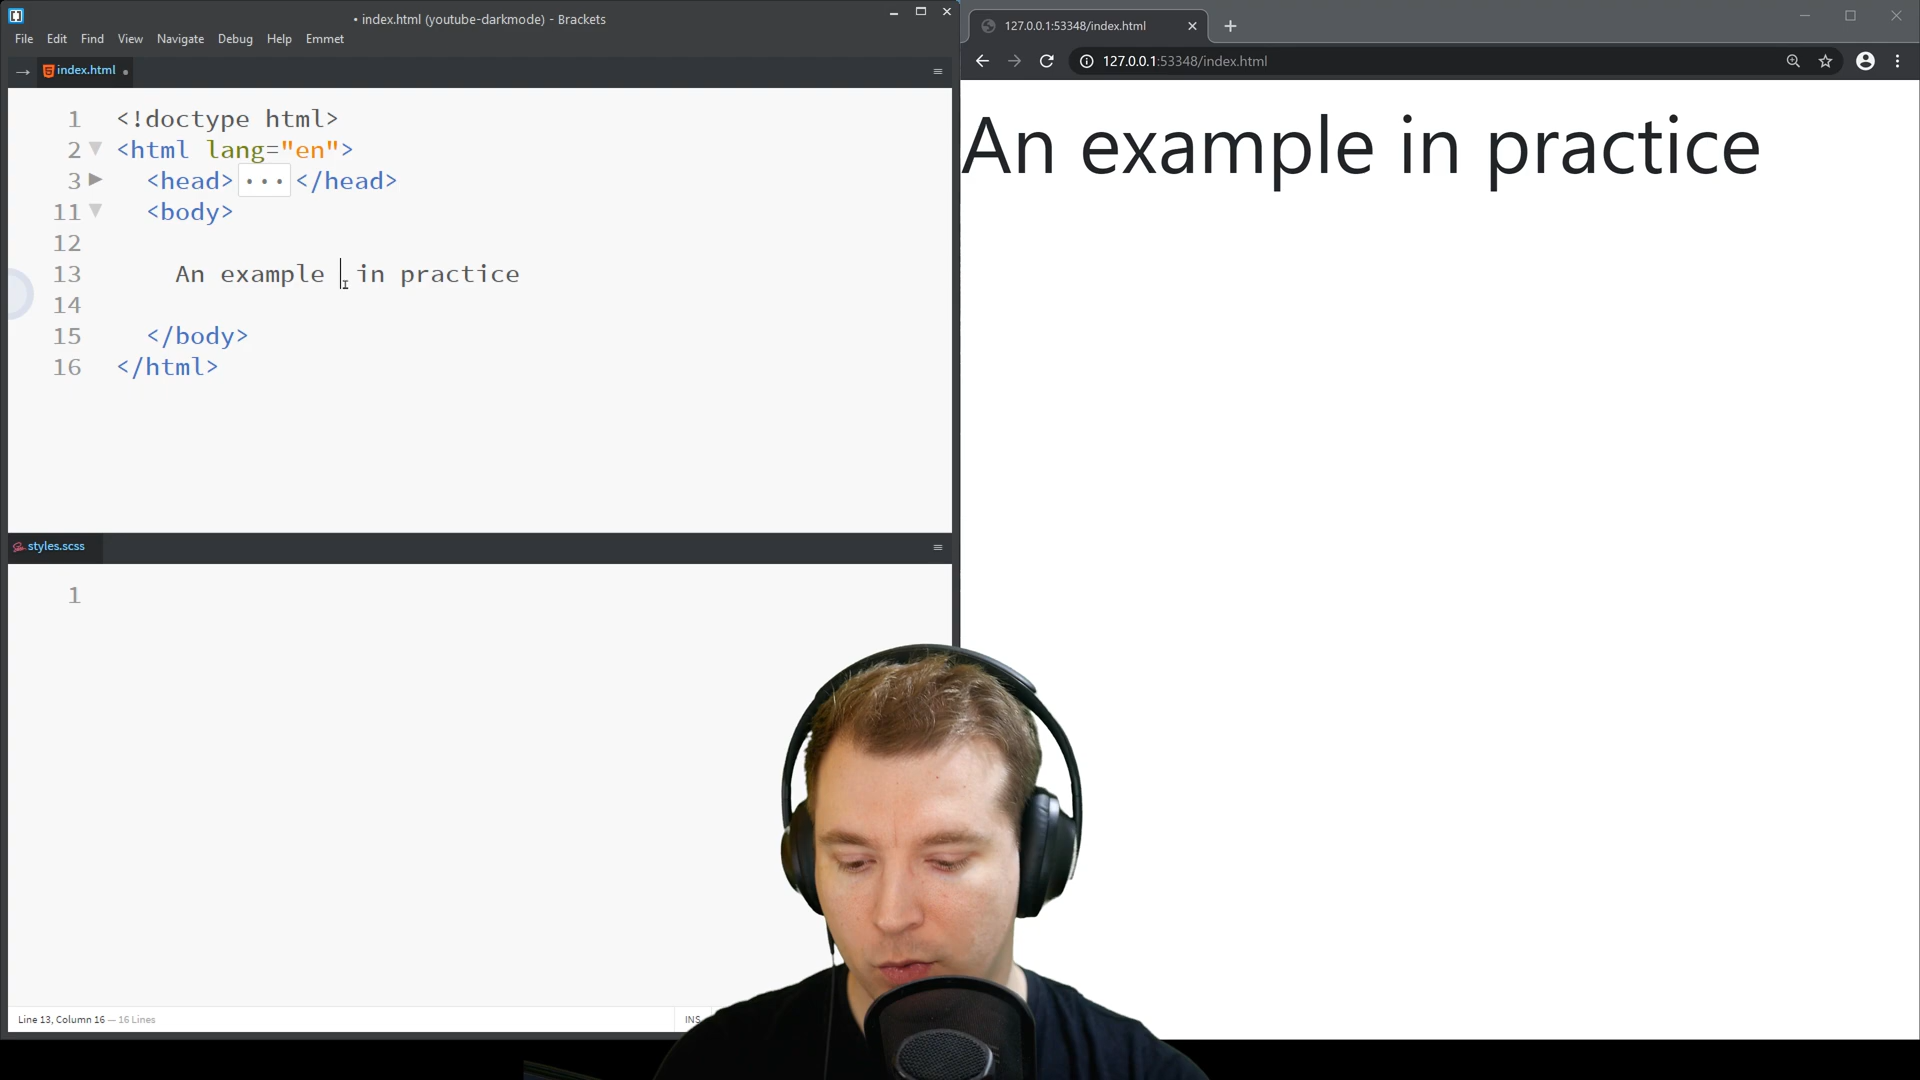 • index.html (youtube-darkmode) - Brackets
File Edit Find View Navigate Debug Help Emmet
index.html •
1 <!doctype html>
2 <html lang="en">
3 <head>...</head>
11 <body>
12
13 An example in practice
14
15 </body>
16 </html>
styles.scss
1
Line 13, Column 16 — 16 Lines
INS
127.0.0.1:53348/index.html
127.0.0.1:53348/index.html
An example in practice